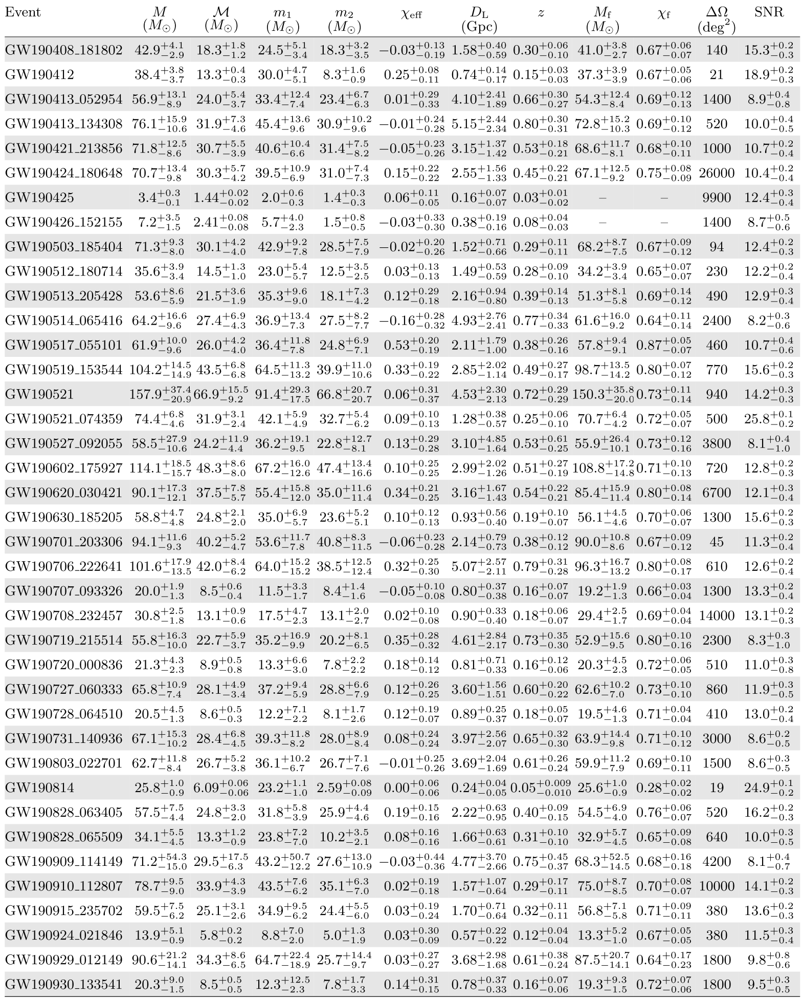 Event M 𝓜 m₁ m₂ χ_eff D_L z M_f χ_f ΔΩ SNR
(M⊙) (M⊙) (M⊙) (M⊙) (Gpc) (M⊙) (deg²)
GW190408_181802 42.9+4.1−2.9 18.3+1.8−1.2 24.5+5.1−3.4 18.3+3.2−3.5 −0.03+0.13−0.19 1.58+0.40−0.59 0.30+0.06−0.10 41.0+3.8−2.7 0.67+0.06−0.07 140 15.3+0.2−0.3
GW190412 38.4+3.8−3.7 13.3+0.4−0.3 30.0+4.7−5.1 8.3+1.6−0.9 0.25+0.08−0.11 0.74+0.14−0.17 0.15+0.03−0.03 37.3+3.9−3.9 0.67+0.05−0.06 21 18.9+0.2−0.3
GW190413_052954 56.9+13.1−8.9 24.0+5.4−3.7 33.4+12.4−7.4 23.4+6.7−6.3 0.01+0.29−0.33 4.10+2.41−1.89 0.66+0.30−0.27 54.3+12.4−8.4 0.69+0.12−0.13 1400 8.9+0.4−0.8
GW190413_134308 76.1+15.9−10.6 31.9+7.3−4.6 45.4+13.6−9.6 30.9+10.2−9.6 −0.01+0.24−0.28 5.15+2.44−2.34 0.80+0.30−0.31 72.8+15.2−10.3 0.69+0.10−0.12 520 10.0+0.4−0.5
GW190421_213856 71.8+12.5−8.6 30.7+5.5−3.9 40.6+10.4−6.6 31.4+7.5−8.2 −0.05+0.23−0.26 3.15+1.37−1.42 0.53+0.18−0.21 68.6+11.7−8.1 0.68+0.10−0.11 1000 10.7+0.2−0.4
GW190424_180648 70.7+13.4−9.8 30.3+5.7−4.2 39.5+10.9−6.9 31.0+7.4−7.3 0.15+0.22−0.22 2.55+1.56−1.33 0.45+0.22−0.21 67.1+12.5−9.2 0.75+0.08−0.09 26000 10.4+0.2−0.4
GW190425 3.4+0.3−0.1 1.44+0.02−0.02 2.0+0.6−0.3 1.4+0.3−0.3 0.06+0.11−0.05 0.16+0.07−0.07 0.03+0.01−0.02 – – 9900 12.4+0.3−0.4
GW190426_152155 7.2+3.5−1.5 2.41+0.08−0.08 5.7+4.0−2.3 1.5+0.8−0.5 −0.03+0.33−0.30 0.38+0.19−0.16 0.08+0.04−0.03 – – 1400 8.7+0.5−0.6
GW190503_185404 71.3+9.3−8.0 30.1+4.2−4.0 42.9+9.2−7.8 28.5+7.5−7.9 −0.02+0.20−0.26 1.52+0.71−0.66 0.29+0.11−0.11 68.2+8.7−7.5 0.67+0.09−0.12 94 12.4+0.2−0.3
GW190512_180714 35.6+3.9−3.4 14.5+1.3−1.0 23.0+5.4−5.7 12.5+3.5−2.5 0.03+0.13−0.13 1.49+0.53−0.59 0.28+0.09−0.10 34.2+3.9−3.4 0.65+0.07−0.07 230 12.2+0.2−0.4
GW190513_205428 53.6+8.6−5.9 21.5+3.6−1.9 35.3+9.6−9.0 18.1+7.3−4.2 0.12+0.29−0.18 2.16+0.94−0.80 0.39+0.14−0.13 51.3+8.1−5.8 0.69+0.14−0.12 490 12.9+0.3−0.4
GW190514_065416 64.2+16.6−9.6 27.4+6.9−4.3 36.9+13.4−7.3 27.5+8.2−7.7 −0.16+0.28−0.32 4.93+2.76−2.41 0.77+0.34−0.33 61.6+16.0−9.2 0.64+0.11−0.14 2400 8.2+0.3−0.6
GW190517_055101 61.9+10.0−9.6 26.0+4.2−4.0 36.4+11.8−7.8 24.8+6.9−7.1 0.53+0.20−0.19 2.11+1.79−1.00 0.38+0.26−0.16 57.8+9.4−9.1 0.87+0.05−0.07 460 10.7+0.4−0.6
GW190519_153544 104.2+14.5−14.9 43.5+6.8−6.8 64.5+11.3−13.2 39.9+11.0−10.6 0.33+0.19−0.22 2.85+2.02−1.14 0.49+0.27−0.17 98.7+13.5−14.2 0.80+0.07−0.12 770 15.6+0.2−0.3
GW190521 157.9+37.4−20.9 66.9+15.5−9.2 91.4+29.3−17.5 66.8+20.7−20.7 0.06+0.31−0.37 4.53+2.30−2.13 0.72+0.29−0.29 150.3+35.8−20.0 0.73+0.11−0.14 940 14.2+0.3−0.3
GW190521_074359 74.4+6.8−4.6 31.9+3.1−2.4 42.1+5.9−4.9 32.7+5.4−6.2 0.09+0.10−0.13 1.28+0.38−0.57 0.25+0.06−0.10 70.7+6.4−4.2 0.72+0.05−0.07 500 25.8+0.1−0.2
GW190527_092055 58.5+27.9−10.6 24.2+11.9−4.4 36.2+19.1−9.5 22.8+12.7−8.1 0.13+0.29−0.28 3.10+4.85−1.64 0.53+0.61−0.25 55.9+26.4−10.1 0.73+0.12−0.16 3800 8.1+0.4−1.0
GW190602_175927 114.1+18.5−15.7 48.3+8.6−8.0 67.2+16.0−12.6 47.4+13.4−16.6 0.10+0.25−0.25 2.99+2.02−1.26 0.51+0.27−0.19 108.8+17.2−14.8 0.71+0.10−0.13 720 12.8+0.2−0.3
GW190620_030421 90.1+17.3−12.1 37.5+7.8−5.7 55.4+15.8−12.0 35.0+11.6−11.4 0.34+0.21−0.25 3.16+1.67−1.43 0.54+0.22−0.21 85.4+15.9−11.4 0.80+0.08−0.14 6700 12.1+0.3−0.4
GW190630_185205 58.8+4.7−4.8 24.8+2.1−2.0 35.0+6.9−5.7 23.6+5.2−5.1 0.10+0.12−0.13 0.93+0.56−0.40 0.19+0.10−0.07 56.1+4.5−4.6 0.70+0.06−0.07 1300 15.6+0.2−0.3
GW190701_203306 94.1+11.6−9.3 40.2+5.2−4.7 53.6+11.7−7.8 40.8+8.3−11.5 −0.06+0.23−0.28 2.14+0.79−0.73 0.38+0.12−0.12 90.0+10.8−8.6 0.67+0.09−0.12 45 11.3+0.2−0.4
GW190706_222641 101.6+17.9−13.5 42.0+8.4−6.2 64.0+15.2−15.2 38.5+12.5−12.4 0.32+0.25−0.30 5.07+2.57−2.11 0.79+0.31−0.28 96.3+16.7−13.2 0.80+0.08−0.17 610 12.6+0.2−0.4
GW190707_093326 20.0+1.9−1.3 8.5+0.6−0.4 11.5+3.3−1.7 8.4+1.4−1.6 −0.05+0.10−0.08 0.80+0.37−0.38 0.16+0.07−0.07 19.2+1.9−1.3 0.66+0.03−0.04 1300 13.3+0.2−0.4
GW190708_232457 30.8+2.5−1.8 13.1+0.9−0.6 17.5+4.7−2.3 13.1+2.0−2.7 0.02+0.10−0.08 0.90+0.33−0.40 0.18+0.06−0.07 29.4+2.5−1.7 0.69+0.04−0.04 14000 13.1+0.2−0.3
GW190719_215514 55.8+16.3−10.0 22.7+5.9−3.7 35.2+16.9−9.9 20.2+8.1−6.5 0.35+0.28−0.32 4.61+2.84−2.17 0.73+0.35−0.30 52.9+15.6−9.5 0.80+0.10−0.16 2300 8.3+0.3−1.0
GW190720_000836 21.3+4.3−2.3 8.9+0.5−0.8 13.3+6.6−3.0 7.8+2.2−2.2 0.18+0.14−0.12 0.81+0.71−0.33 0.16+0.12−0.06 20.3+4.5−2.3 0.72+0.06−0.05 510 11.0+0.3−0.8
GW190727_060333 65.8+10.9−7.4 28.1+4.9−3.4 37.2+9.4−5.9 28.8+6.6−7.9 0.12+0.26−0.25 3.60+1.56−1.51 0.60+0.20−0.22 62.6+10.2−7.0 0.73+0.10−0.10 860 11.9+0.3−0.5
GW190728_064510 20.5+4.5−1.3 8.6+0.5−0.3 12.2+7.1−2.2 8.1+1.7−2.6 0.12+0.19−0.07 0.89+0.25−0.37 0.18+0.05−0.07 19.5+4.6−1.3 0.71+0.04−0.04 410 13.0+0.2−0.4
GW190731_140936 67.1+15.3−10.2 28.4+6.8−4.5 39.3+11.8−8.2 28.0+8.9−8.4 0.08+0.24−0.24 3.97+2.56−2.07 0.65+0.32−0.30 63.9+14.4−9.8 0.71+0.10−0.12 3000 8.6+0.2−0.5
GW190803_022701 62.7+11.8−8.4 26.7+5.2−3.8 36.1+10.2−6.7 26.7+7.1−7.6 −0.01+0.25−0.26 3.69+2.04−1.69 0.61+0.26−0.24 59.9+11.2−7.9 0.69+0.10−0.11 1500 8.6+0.3−0.5
GW190814 25.8+1.0−0.9 6.09+0.06−0.06 23.2+1.1−1.0 2.59+0.08−0.09 0.00+0.06−0.06 0.24+0.04−0.05 0.05+0.009−0.010 25.6+1.0−0.9 0.28+0.02−0.02 19 24.9+0.1−0.2
GW190828_063405 57.5+7.5−4.4 24.8+3.3−2.0 31.8+5.8−3.9 25.9+4.4−4.6 0.19+0.15−0.16 2.22+0.63−0.95 0.40+0.09−0.15 54.5+6.9−4.0 0.76+0.06−0.07 520 16.2+0.2−0.3
GW190828_065509 34.1+5.5−4.5 13.3+1.2−0.9 23.8+7.2−7.0 10.2+3.5−2.1 0.08+0.16−0.16 1.66+0.63−0.61 0.31+0.10−0.10 32.9+5.7−4.5 0.65+0.09−0.08 640 10.0+0.3−0.5
GW190909_114149 71.2+54.3−15.0 29.5+17.5−6.3 43.2+50.7−12.2 27.6+13.0−10.9 −0.03+0.44−0.36 4.77+3.70−2.66 0.75+0.45−0.37 68.3+52.5−14.5 0.68+0.16−0.18 4200 8.1+0.4−0.7
GW190910_112807 78.7+9.5−9.0 33.9+4.3−3.9 43.5+7.6−6.2 35.1+6.3−7.0 0.02+0.19−0.18 1.57+1.07−0.64 0.29+0.17−0.11 75.0+8.7−8.5 0.70+0.08−0.07 10000 14.1+0.2−0.3
GW190915_235702 59.5+7.5−6.2 25.1+3.1−2.6 34.9+9.5−6.2 24.4+5.5−6.0 0.03+0.19−0.24 1.70+0.71−0.64 0.32+0.11−0.11 56.8+7.1−5.8 0.71+0.09−0.11 380 13.6+0.2−0.3
GW190924_021846 13.9+5.1−0.9 5.8+0.2−0.2 8.8+7.0−2.0 5.0+1.3−1.9 0.03+0.30−0.09 0.57+0.22−0.22 0.12+0.04−0.04 13.3+5.2−1.0 0.67+0.05−0.05 380 11.5+0.3−0.4
GW190929_012149 90.6+21.2−14.1 34.3+8.6−6.5 64.7+22.4−18.9 25.7+14.4−9.7 0.03+0.27−0.27 3.68+2.98−1.68 0.61+0.38−0.24 87.5+20.7−14.1 0.64+0.17−0.23 1800 9.8+0.8−0.6
GW190930_133541 20.3+9.0−1.5 8.5+0.5−0.5 12.3+12.5−2.3 7.8+1.7−3.3 0.14+0.31−0.15 0.78+0.37−0.33 0.16+0.07−0.06 19.3+9.3−1.5 0.72+0.07−0.06 1800 9.5+0.3−0.5